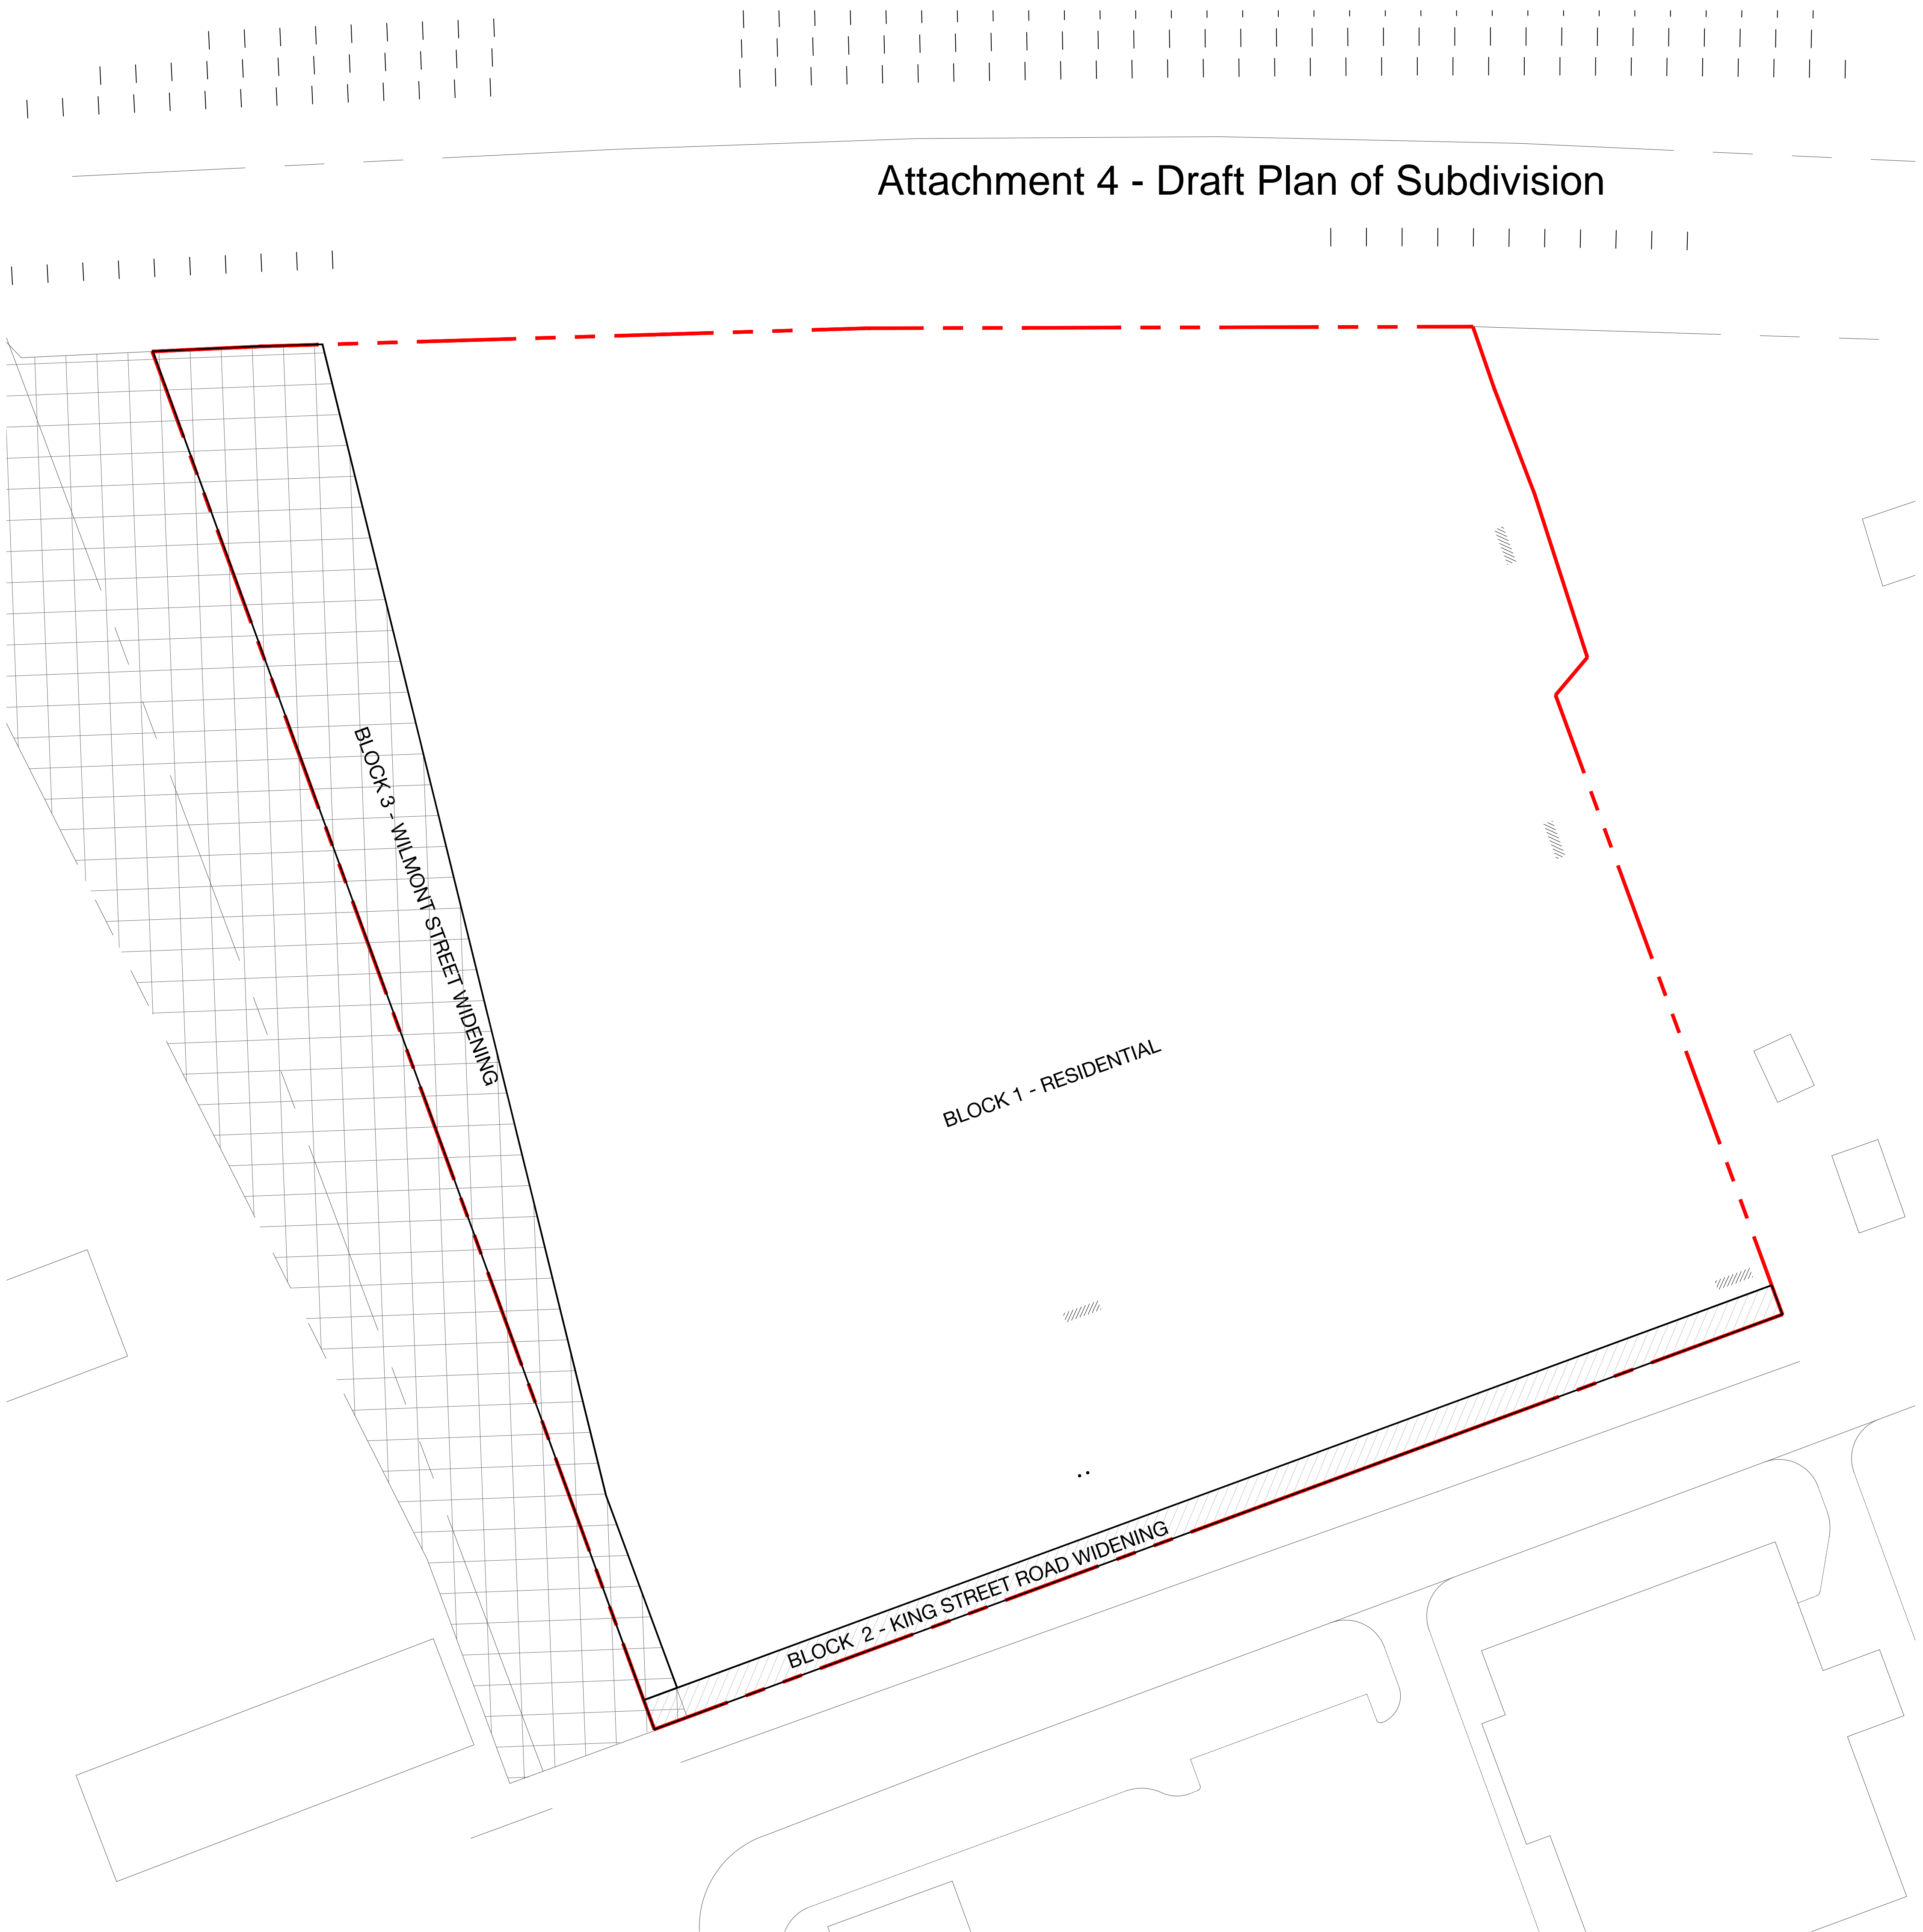 Attachment 4 - Draft Plan of Subdivision
BLOCK 3 - WILMONT STREET WIDENING
BLOCK 1 - RESIDENTIAL
BLOCK 2 - KING STREET ROAD WIDENING